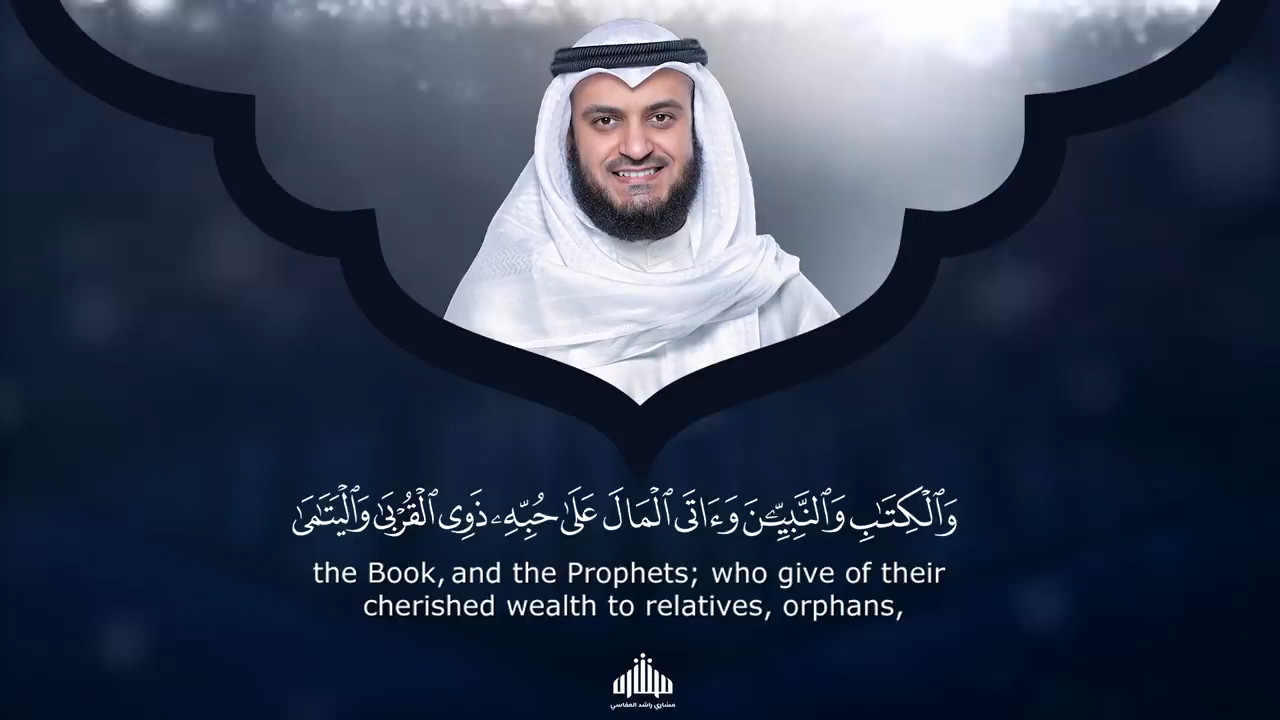 وَٱلْكِتَـٰبِ وَٱلنَّبِيِّـۧنَ وَءَاتَى ٱلْمَالَ عَلَىٰ حُبِّهِۦ ذَوِى ٱلْقُرْبَىٰ وَٱلْيَتَـٰمَىٰ
the Book, and the Prophets; who give of their
cherished wealth to relatives, orphans,
مشاري راشد العفاسي